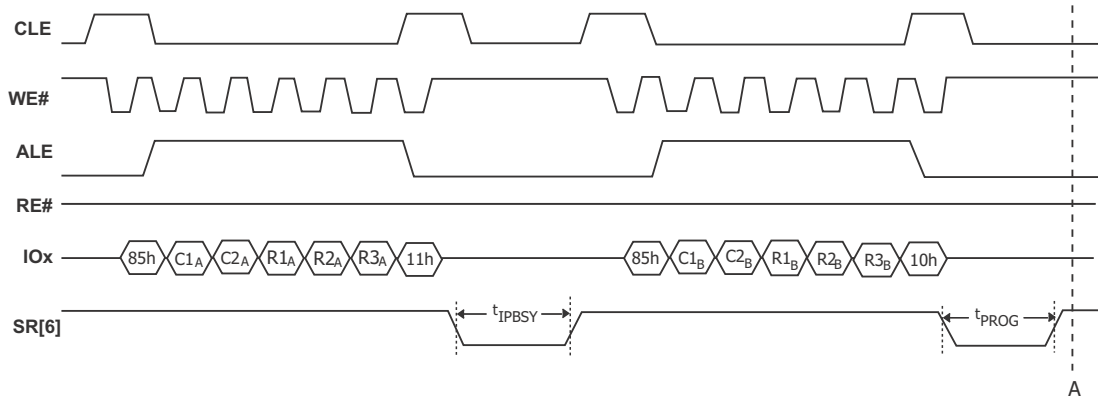 CLE
WE#
ALE
RE#
IOx 85h C1A C2A R1A R2A R3A 11h 85h C1B C2B R1B R2B R3B 10h
SR[6] tIPBSY tPROG
A